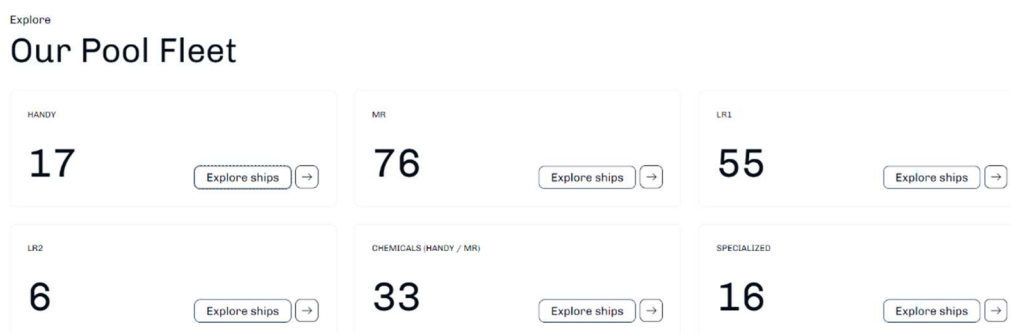 Explore
Our Pool Fleet
HANDY
17
Explore ships →
MR
76
Explore ships →
LR1
55
Explore ships →
LR2
6
Explore ships →
CHEMICALS (HANDY / MR)
33
Explore ships →
SPECIALIZED
16
Explore ships →